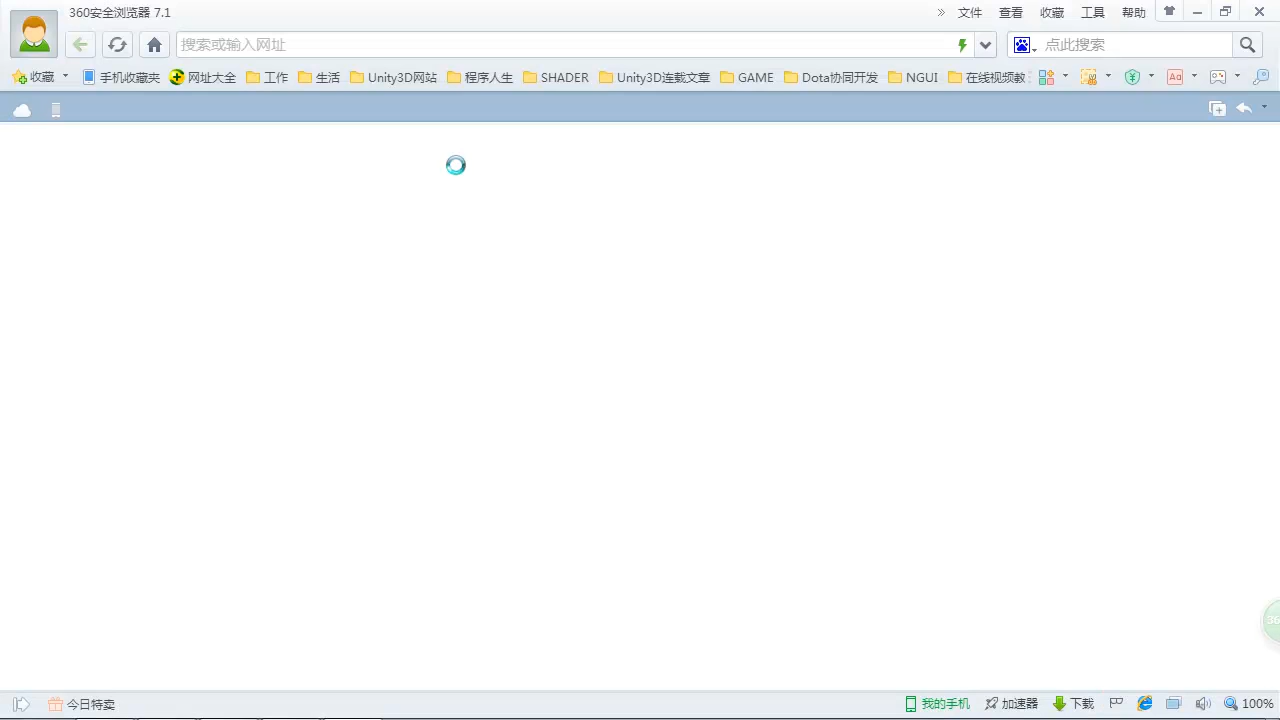 360安全浏览器 7.1
» 文件 查看 收藏 工具 帮助
搜索或输入网址
点此搜索
收藏 手机收藏夹 网址大全 工作 生活 Unity3D网站 程序人生 SHADER Unity3D连载文章 GAME Dota协同开发 NGUI 在线视频教
36
今日特卖
我的手机 加速器 下载 100%